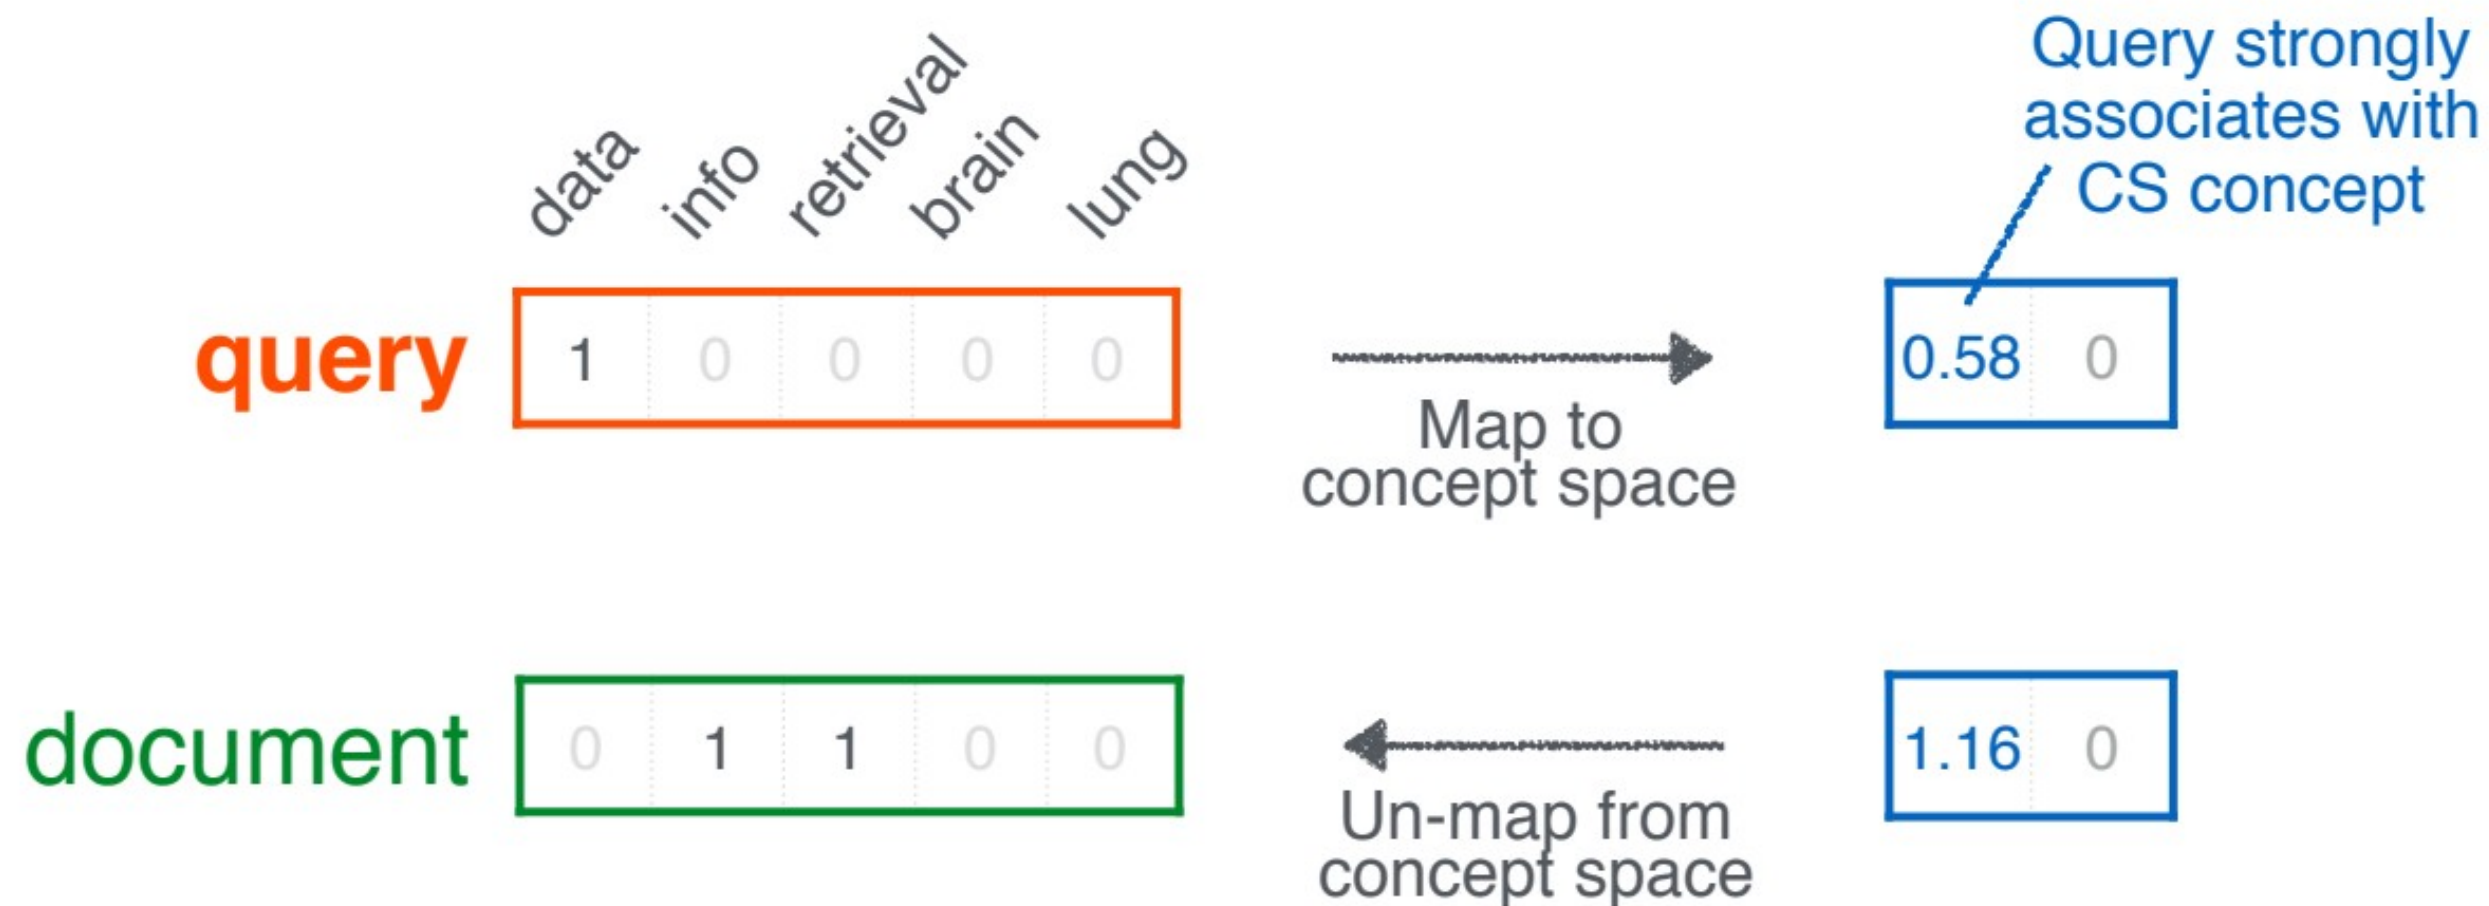 data info retrieval brain lung
Query strongly
associates with
CS concept
query 1 0 0 0 0
0.58 0
Map to
concept space
document 0 1 1 0 0
1.16 0
Un-map from
concept space